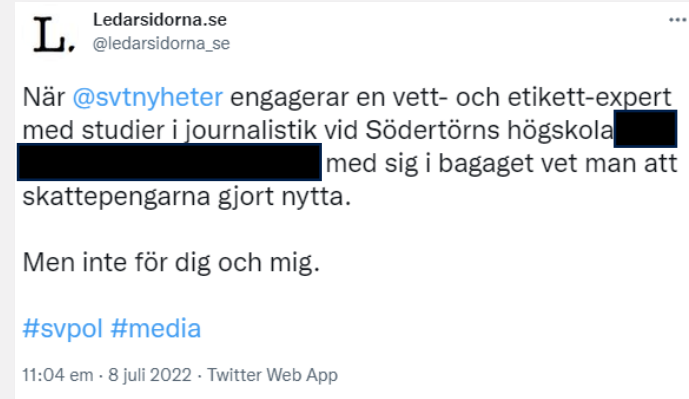 L.
Ledarsidorna.se
@ledarsidorna_se
När @svtnyheter engagerar en vett- och etikett-expert
med studier i journalistik vid Södertörns högskola
med sig i bagaget vet man att
skattepengarna gjort nytta.
Men inte för dig och mig.
#svpol #media
11:04 em · 8 juli 2022 · Twitter Web App